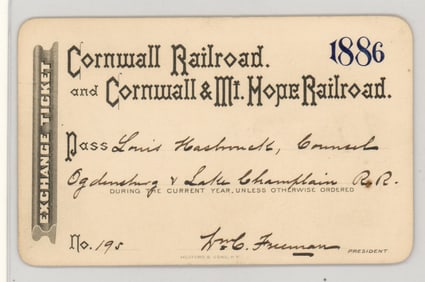 EXCHANGE TICKET
Cornwall Railroad. 1886
and Cornwall & Mt. Hope Railroad.
Pass Louis Hasbrouck, Counsel
Ogdensburg & Lake Champlain R.R.
DURING THE CURRENT YEAR, UNLESS OTHERWISE ORDERED
No. 195 Wm C. Freeman PRESIDENT.